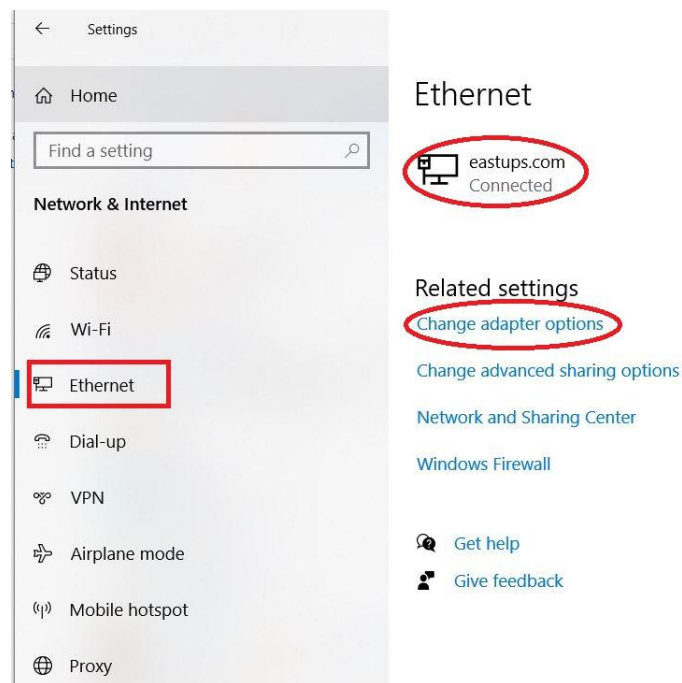 Settings
Home
Find a setting
Network & Internet
Status
Wi-Fi
Ethernet
Dial-up
VPN
Airplane mode
Mobile hotspot
Proxy
Ethernet
eastups.com
Connected
Related settings
Change adapter options
Change advanced sharing options
Network and Sharing Center
Windows Firewall
Get help
Give feedback